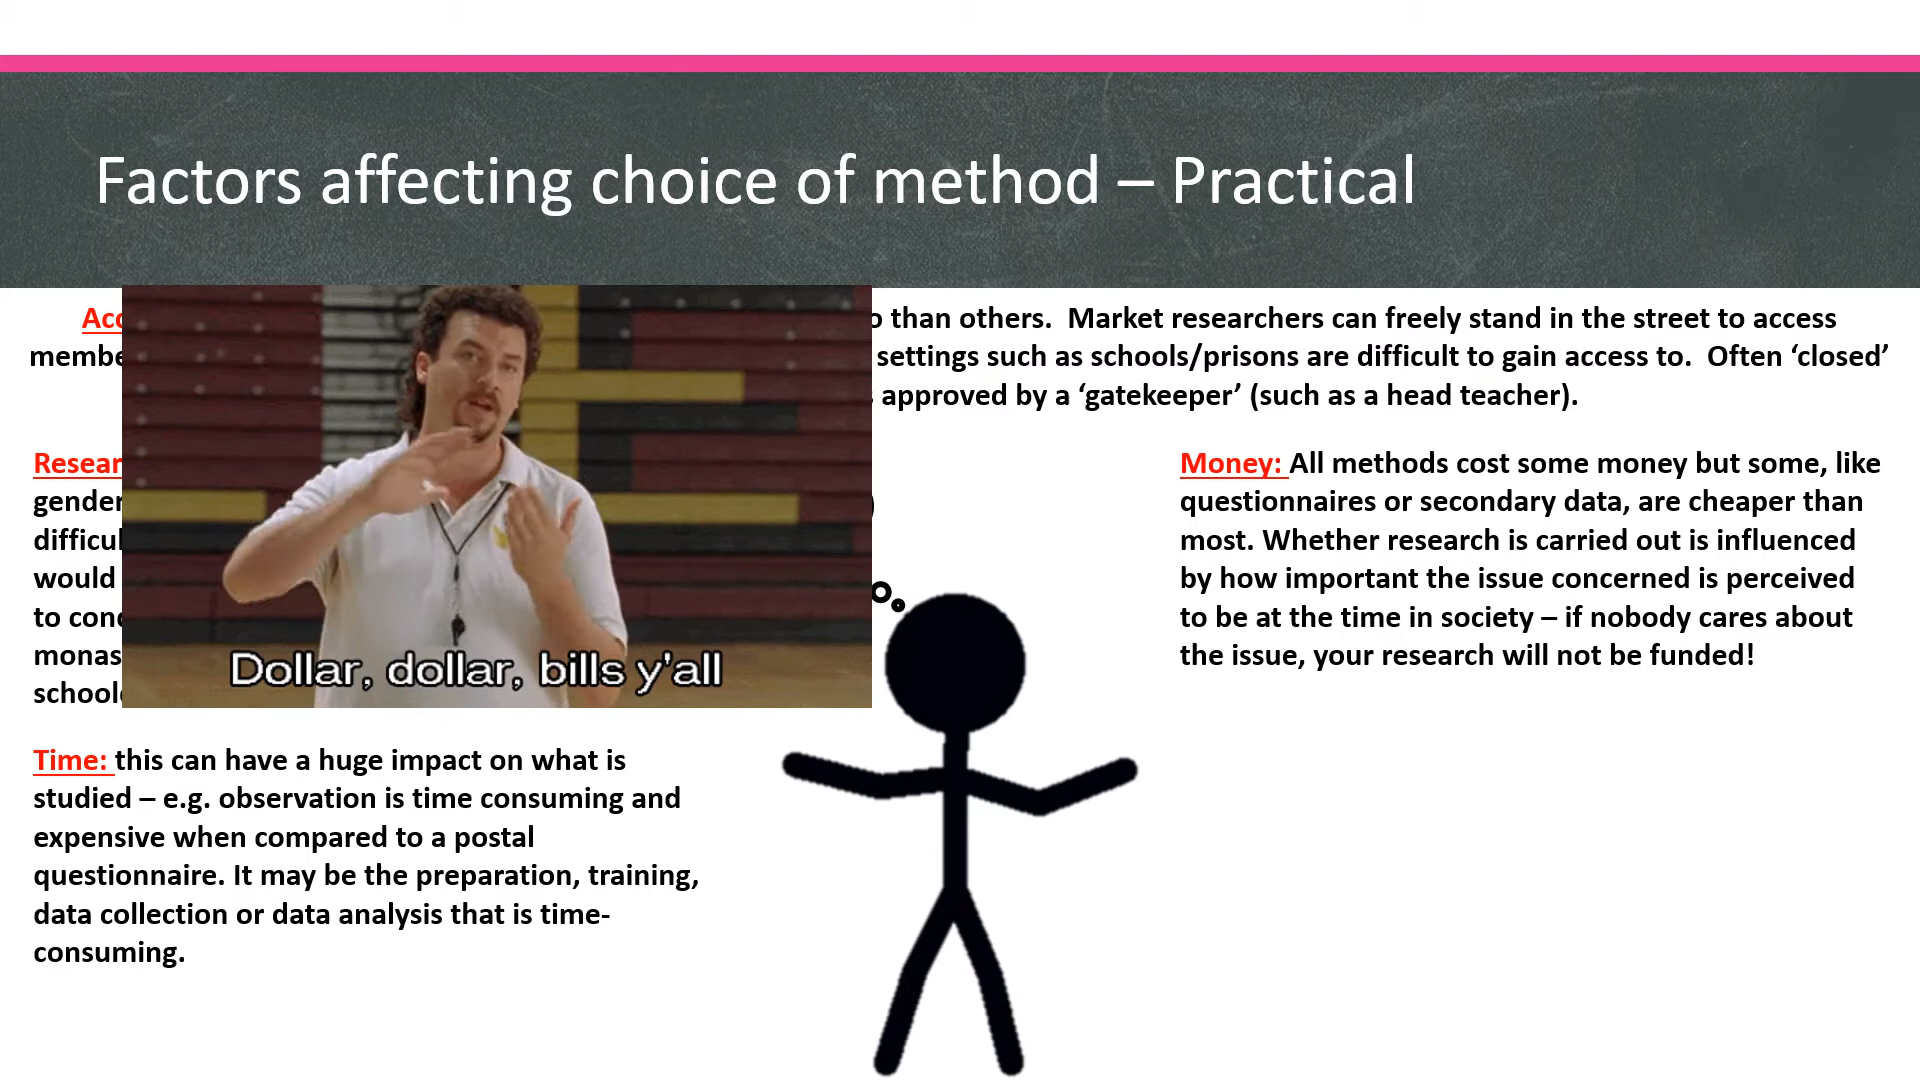 Factors affecting choice of method – Practical
than others.  Market researchers can freely stand in the street to access
settings such as schools/prisons are difficult to gain access to.  Often ‘closed’
approved by a ‘gatekeeper’ (such as a head teacher).
gender
would
Dollar, dollar, bills y'all
Time: this can have a huge impact on what is
studied – e.g. observation is time consuming and
expensive when compared to a postal
questionnaire. It may be the preparation, training,
data collection or data analysis that is time-
consuming.
Money: All methods cost some money but some, like
questionnaires or secondary data, are cheaper than
most. Whether research is carried out is influenced
by how important the issue concerned is perceived
to be at the time in society – if nobody cares about
the issue, your research will not be funded!